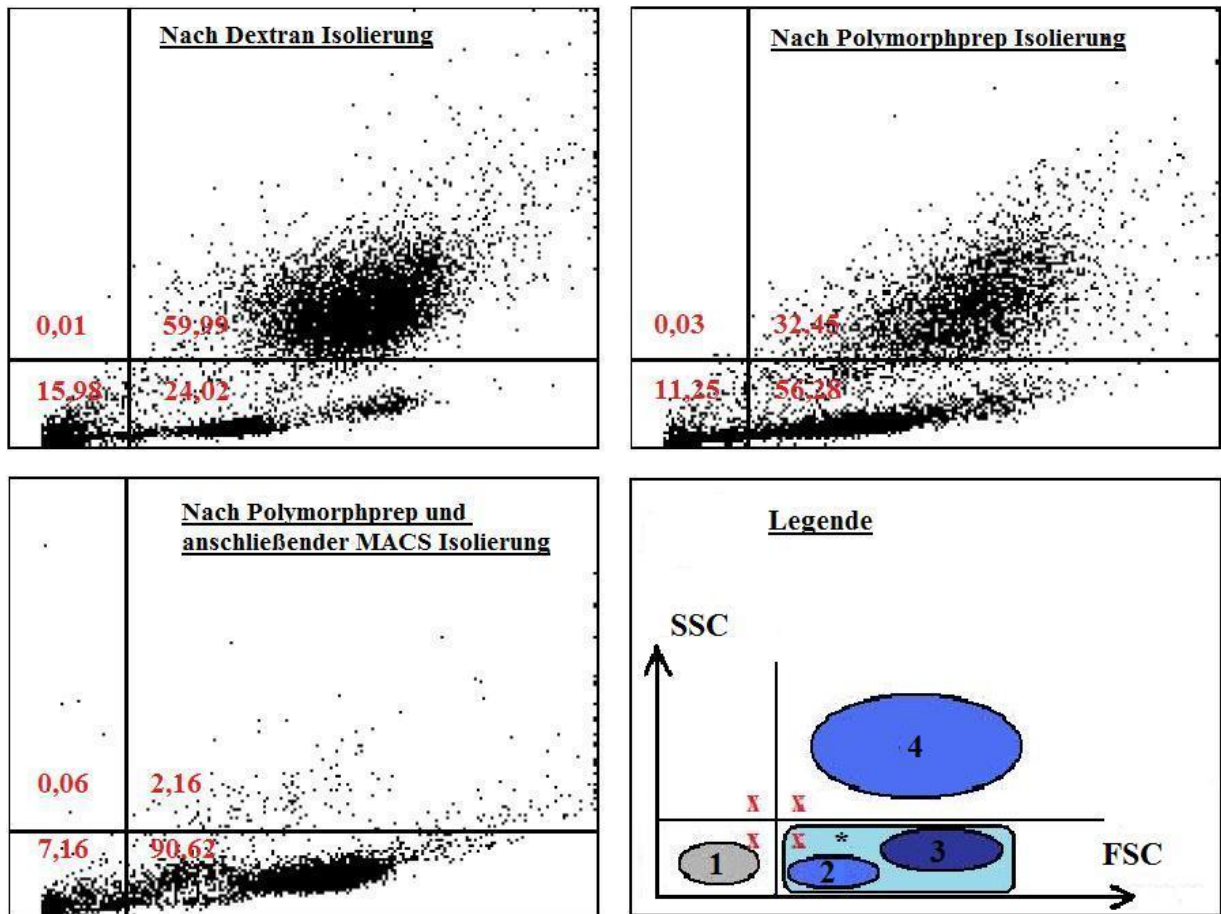 Nach Dextran Isolierung
0,01 59,99
15,98 24,02
Nach Polymorphprep Isolierung
0,03 32,45
11,25 56,28
Nach Polymorphprep und
anschließender MACS Isolierung
0,06 2,16
7,16 90,62
Legende
SSC
4
x x
x x *
3
1
2
FSC